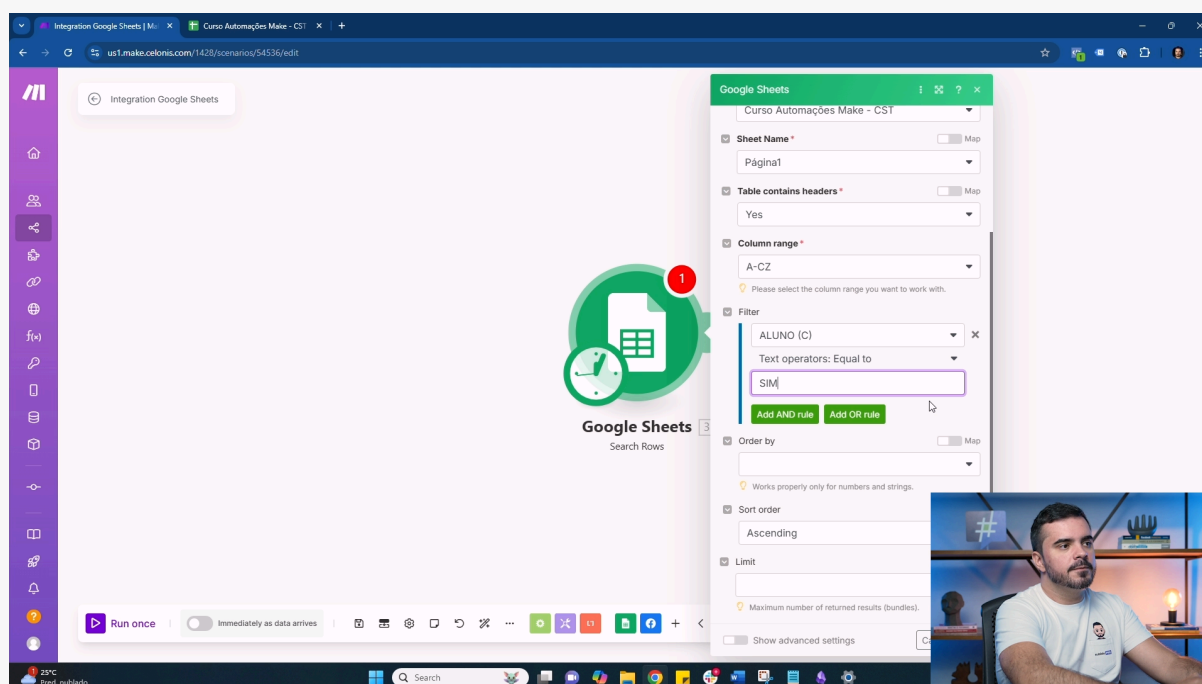 Integration Google Sheets | Ma
Curso Automações Make - CST
us1.make.celonis.com/1428/scenarios/54536/edit
Integration Google Sheets
Google Sheets
Curso Automações Make - CST
Sheet Name *
Map
Página1
Table contains headers *
Map
Yes
Column range *
A-CZ
Please select the column range you want to work with.
Filter
ALUNO (C)
Text operators: Equal to
SIM
Add AND rule
Add OR rule
Order by
Map
Works properly only for numbers and strings.
Sort order
Ascending
Limit
Maximum number of returned results (bundles).
Show advanced settings
1
Google Sheets
3
Search Rows
Run once
Immediately as data arrives
25°C
Pred. nublado
Search